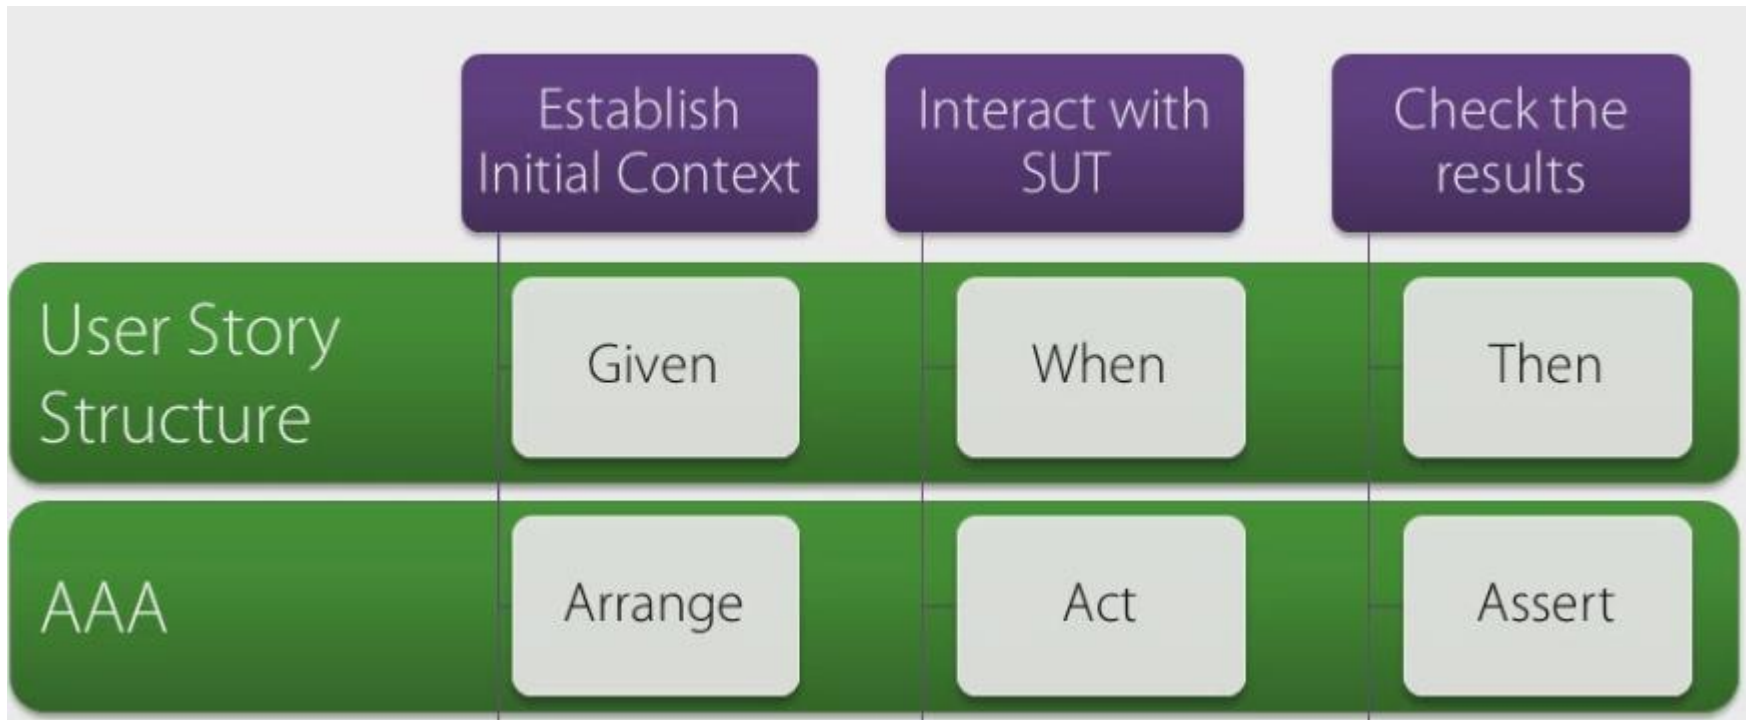 Establish
Initial Context
Interact with
SUT
Check the
results
User Story
Structure
Given
When
Then
AAA
Arrange
Act
Assert